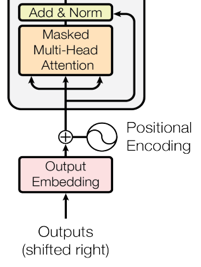 Add & Norm
Masked
Multi-Head
Attention
Positional
Encoding
Output
Embedding
Outputs
(shifted right)